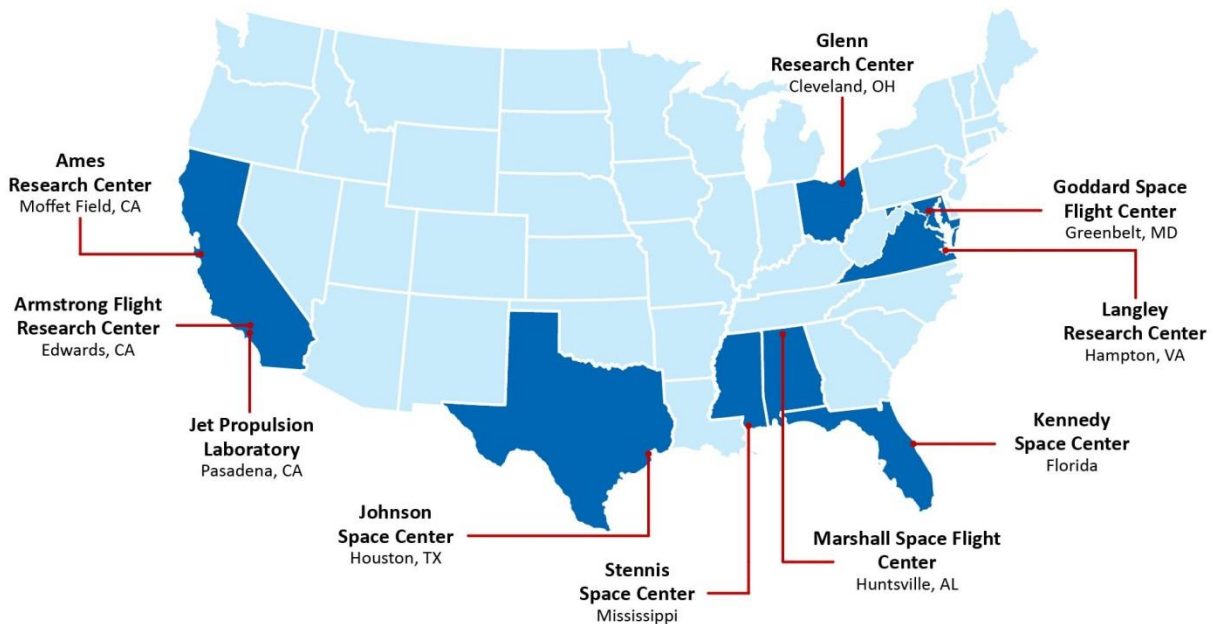 Glenn
Research Center
Cleveland, OH
Ames
Research Center
Moffet Field, CA
Goddard Space
Flight Center
Greenbelt, MD
Armstrong Flight
Research Center
Edwards, CA
Langley
Research Center
Hampton, VA
Jet Propulsion
Laboratory
Pasadena, CA
Kennedy
Space Center
Florida
Johnson
Space Center
Houston, TX
Marshall Space Flight
Center
Huntsville, AL
Stennis
Space Center
Mississippi